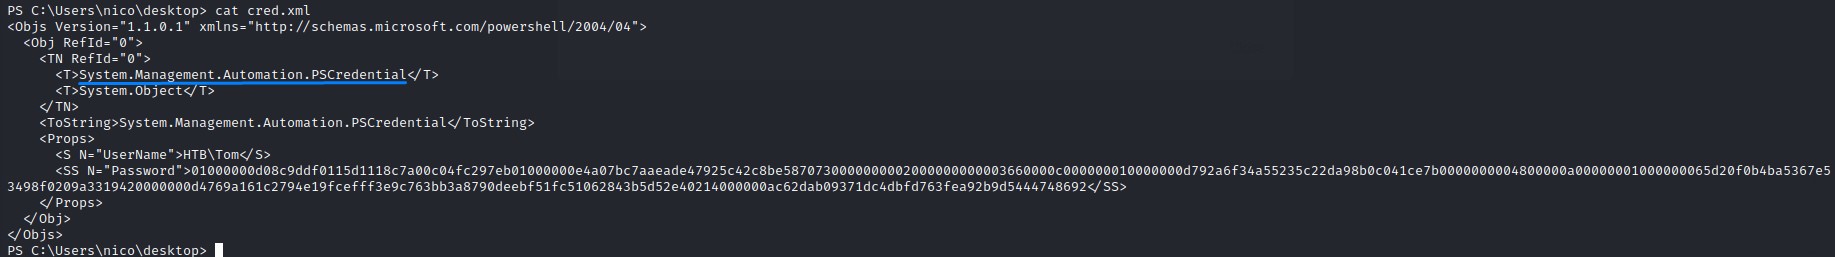 PS C:\Users\nico\desktop> cat cred.xml
<Objs Version="1.1.0.1" xmlns="http://schemas.microsoft.com/powershell/2004/04">
  <Obj RefId="0">
    <TN RefId="0">
      <T>System.Management.Automation.PSCredential</T>
      <T>System.Object</T>
    </TN>
    <ToString>System.Management.Automation.PSCredential</ToString>
    <Props>
      <S N="UserName">HTB\Tom</S>
      <SS N="Password">01000000d08c9ddf0115d1118c7a00c04fc297eb01000000e4a07bc7aaeade47925c42c8be5870730000000002000000000003660000c000000010000000d792a6f34a55235c22da98b0c041ce7b0000000004800000a00000001000000065d20f0b4ba5367e5
3498f0209a3319420000000d4769a161c2794e19fcefff3e9c763bb3a8790deebf51fc51062843b5d52e40214000000ac62dab09371dc4dbfd763fea92b9d5444748692</SS>
    </Props>
  </Obj>
</Objs>
PS C:\Users\nico\desktop>